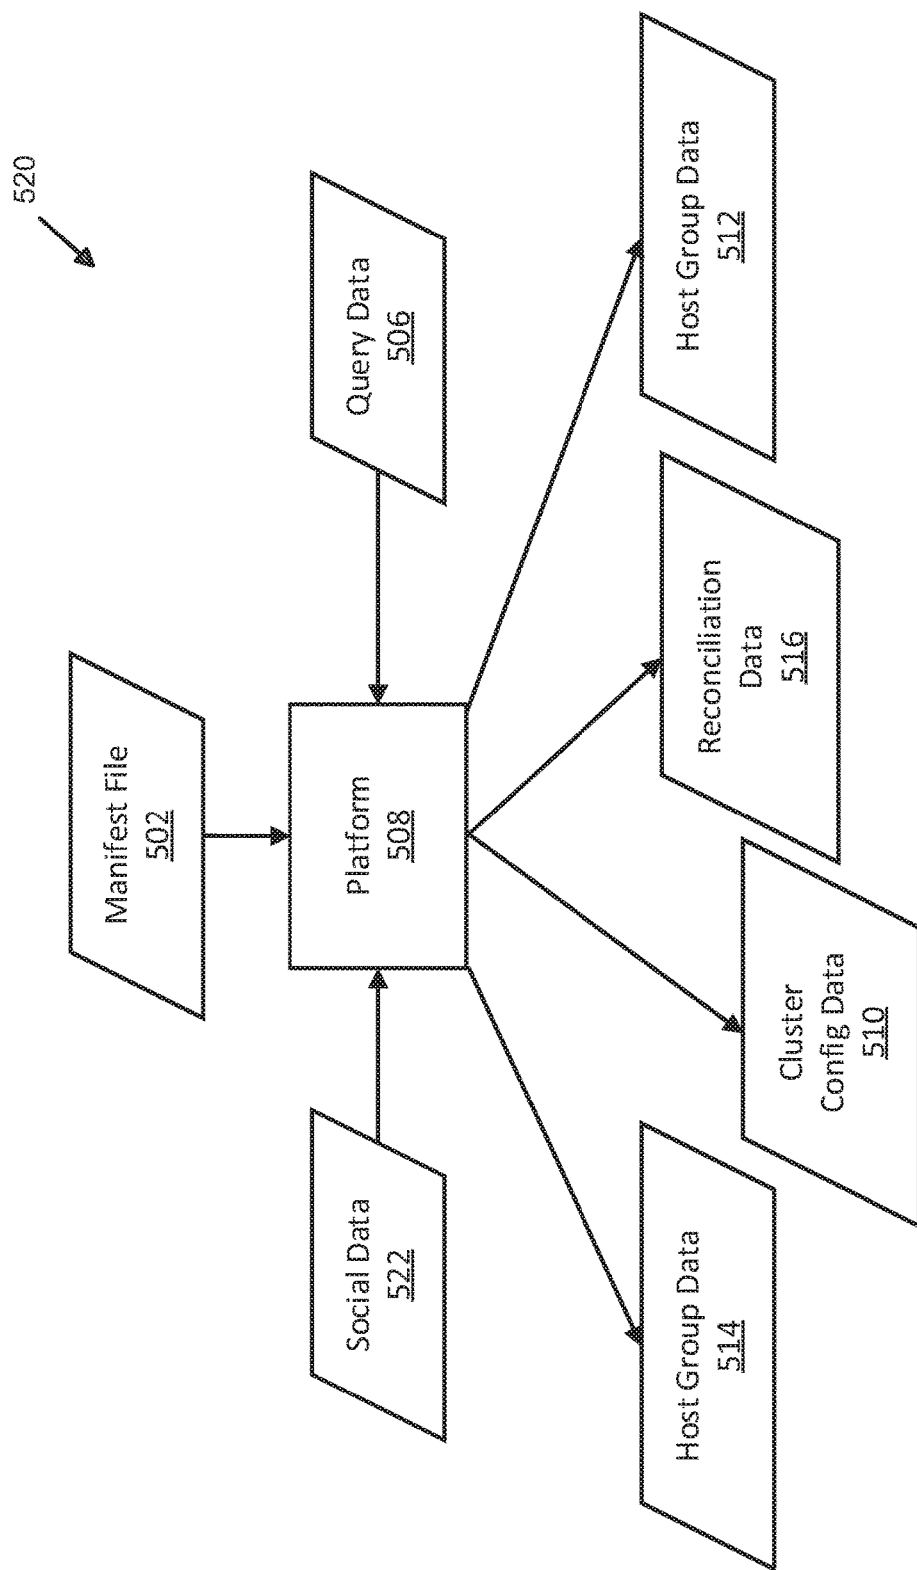 520
Manifest File
502
Social Data
522
Platform
508
Query Data
506
Host Group Data
514
Cluster
Config Data
510
Reconciliation
Data
516
Host Group Data
512